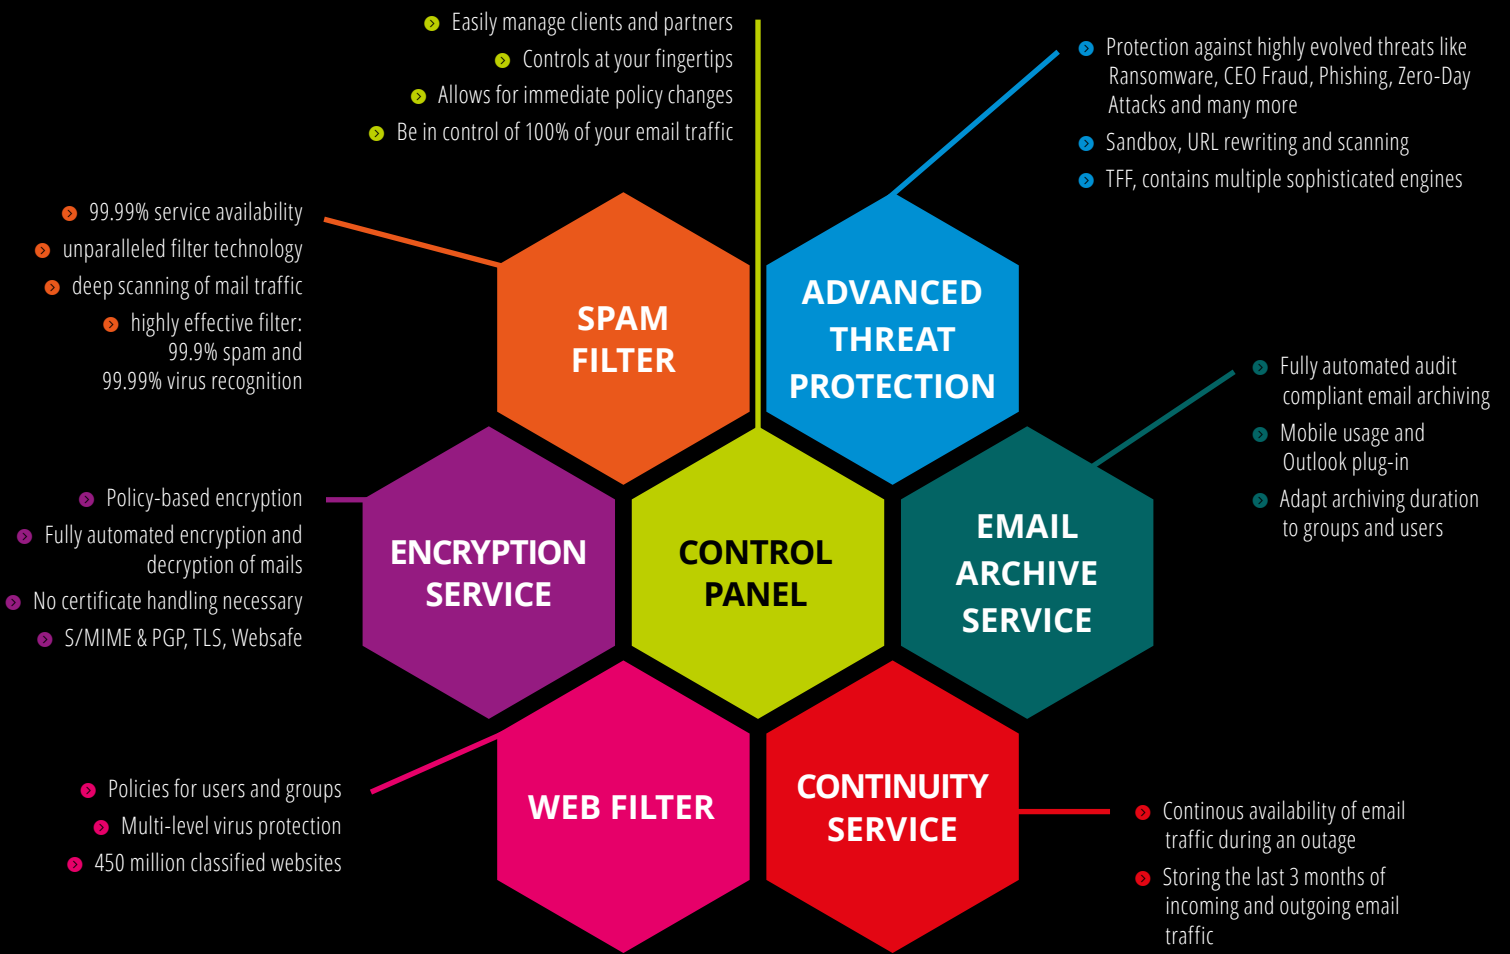 Easily manage clients and partners
Controls at your fingertips
Allows for immediate policy changes
Be in control of 100% of your email traffic
Protection against highly evolved threats like
Ransomware, CEO Fraud, Phishing, Zero-Day
Attacks and many more
Sandbox, URL rewriting and scanning
TFF, contains multiple sophisticated engines
99.99% service availability
unparalleled filter technology
deep scanning of mail traffic
highly effective filter:
99.9% spam and
99.99% virus recognition
SPAM
FILTER
ADVANCED
THREAT
PROTECTION
Fully automated audit
compliant email archiving
Mobile usage and
Outlook plug-in
Adapt archiving duration
to groups and users
Policy-based encryption
Fully automated encryption and
decryption of mails
No certificate handling necessary
S/MIME & PGP, TLS, Websafe
ENCRYPTION
SERVICE
CONTROL
PANEL
EMAIL
ARCHIVE
SERVICE
Policies for users and groups
Multi-level virus protection
450 million classified websites
WEB FILTER
CONTINUITY
SERVICE
Continous availability of email
traffic during an outage
Storing the last 3 months of
incoming and outgoing email
traffic